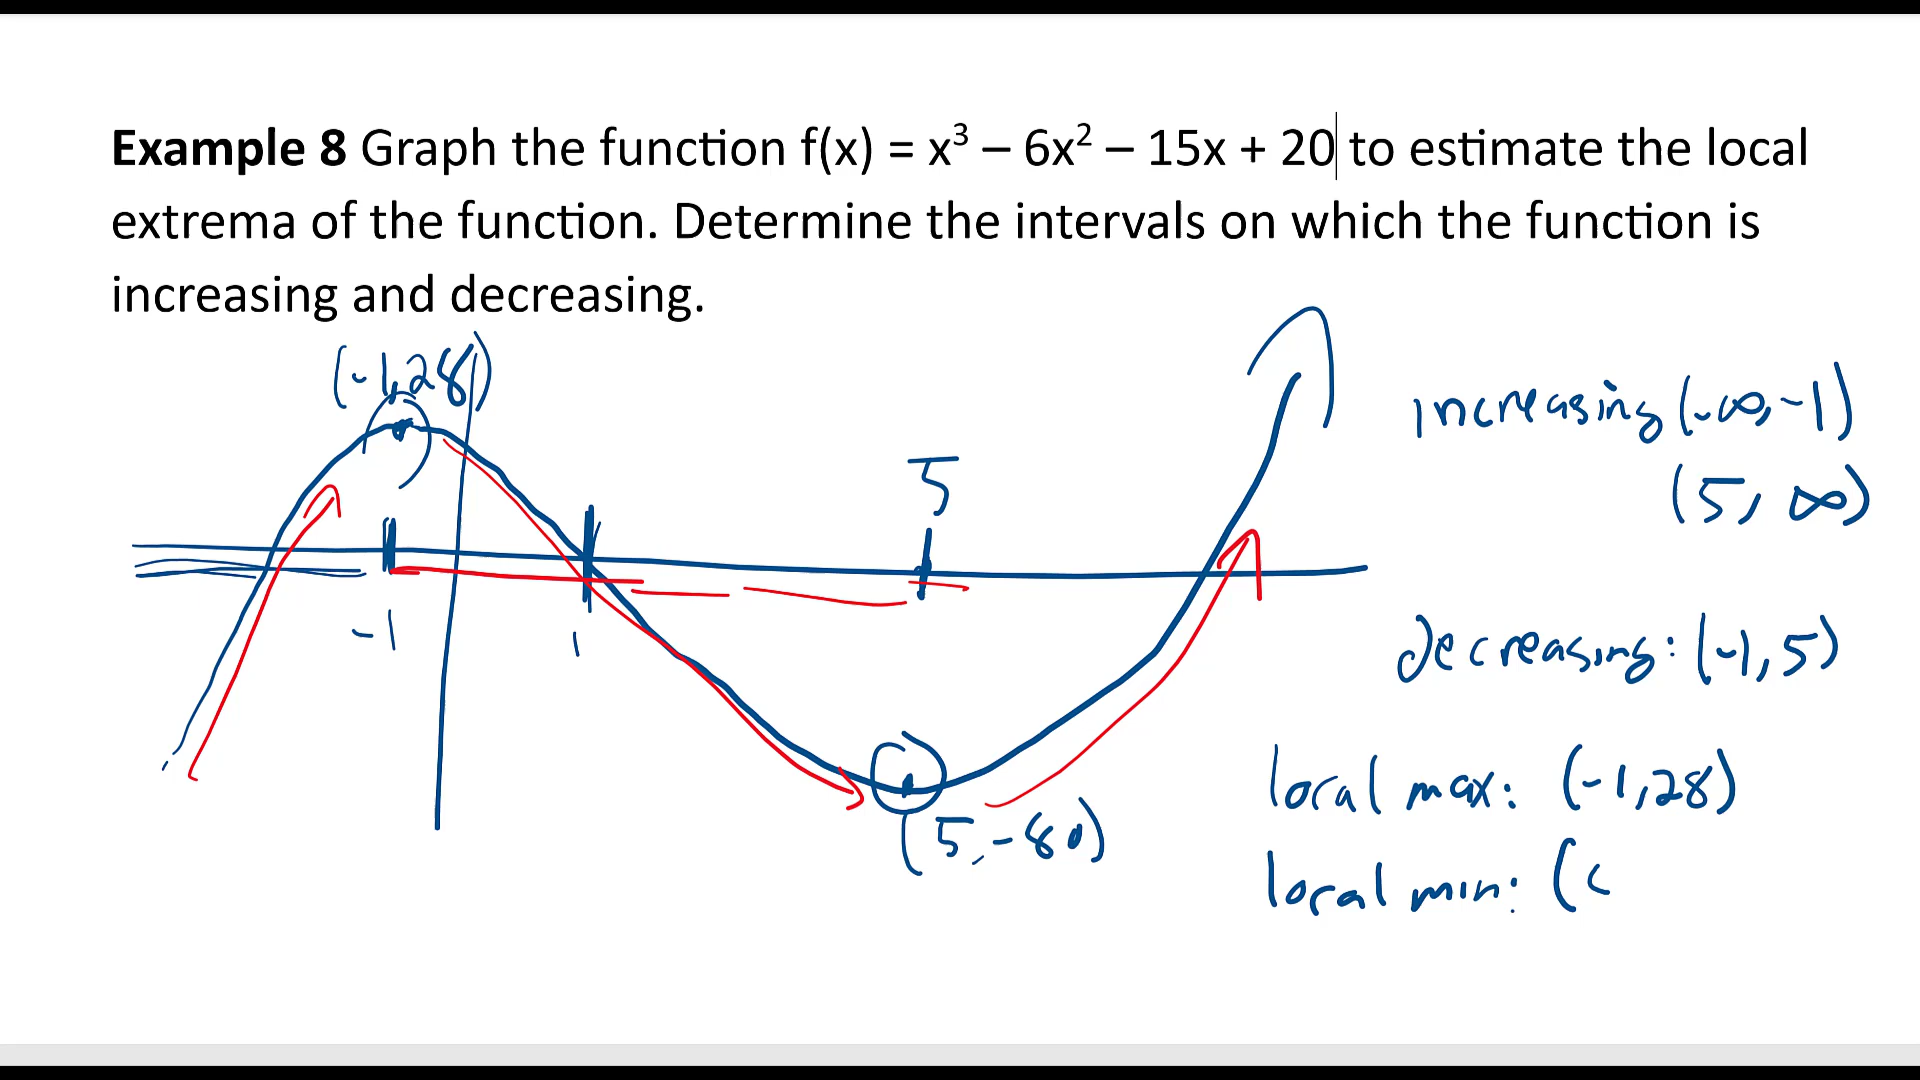 Example 8 Graph the function f(x) = x³ – 6x² – 15x + 20 to estimate the local
extrema of the function. Determine the intervals on which the function is
increasing and decreasing.
(-1,28)
increasing (-∞,-1)
(5, ∞)
5
-1
1
decreasing: (-1,5)
local max: (-1,28)
(5,-80)
local min: (